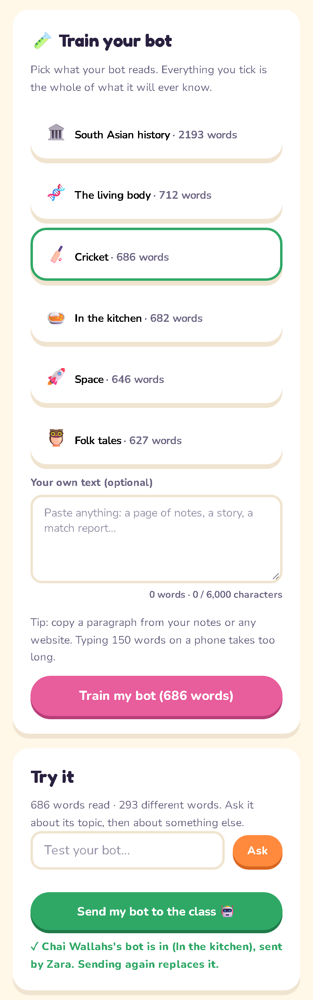 Train your bot
Pick what your bot reads. Everything you tick is
the whole of what it will ever know.
South Asian history · 2193 words
The living body · 712 words
Cricket · 686 words
In the kitchen · 682 words
Space · 646 words
Folk tales · 627 words
Your own text (optional)
Paste anything: a page of notes, a story, a
match report...
0 words · 0 / 6,000 characters
Tip: copy a paragraph from your notes or any
website. Typing 150 words on a phone takes too
long.
Train my bot (686 words)
Try it
686 words read · 293 different words. Ask it
about its topic, then about something else.
Test your bot...
Ask
Send my bot to the class
✓ Chai Wallahs's bot is in (In the kitchen), sent
by Zara. Sending again replaces it.